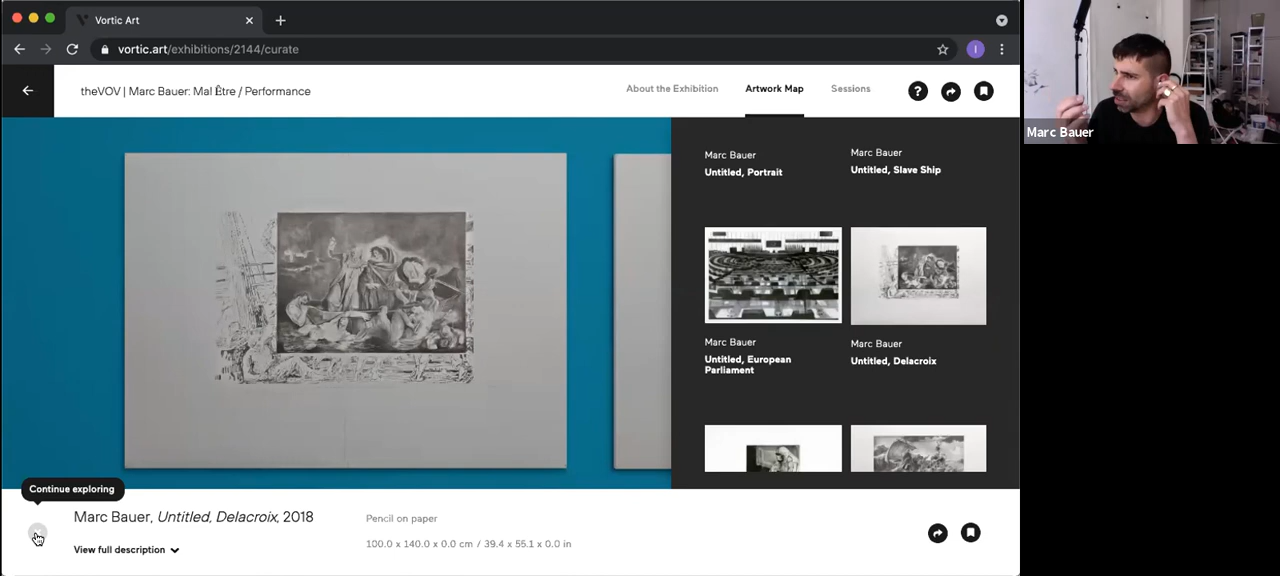 Vortic Art
vortic.art/exhibitions/2144/curate
I
theVOV | Marc Bauer: Mal Être / Performance
About the Exhibition
Artwork Map
Sessions
?
Marc Bauer
Marc Bauer
Untitled, Portrait
Marc Bauer
Untitled, Slave Ship
Marc Bauer
Untitled, European
Parliament
Marc Bauer
Untitled, Delacroix
Continue exploring
Marc Bauer, Untitled, Delacroix, 2018
View full description
Pencil on paper
100.0 x 140.0 x 0.0 cm / 39.4 x 55.1 x 0.0 in